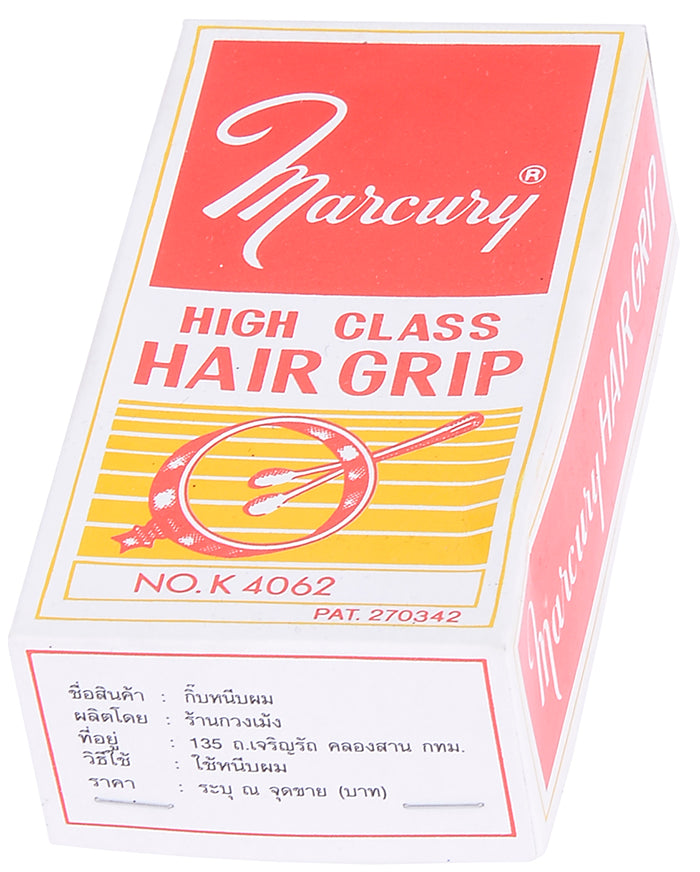 Marcury ®
HIGH CLASS
HAIR GRIP
NO. K 4062
PAT. 270342
ชื่อสินค้า : กิ๊บหนีบผม
ผลิตโดย : ร้านกวงเม้ง
ที่อยู่ : 135 ถ.เจริญรัถ คลองสาน กทม.
วิธีใช้ : ใช้หนีบผม
ราคา : ระบุ ณ จุดขาย (บาท)
Marcury HAIR GRIP